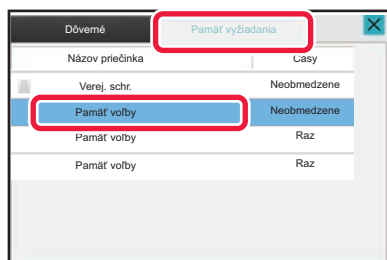 Dôverné Pamäť vyžiadania
Názov priečinka Časy
Verej. schr. Neobmedzene
Pamäť voľby Neobmedzene
Pamäť voľby Raz
Pamäť voľby Raz